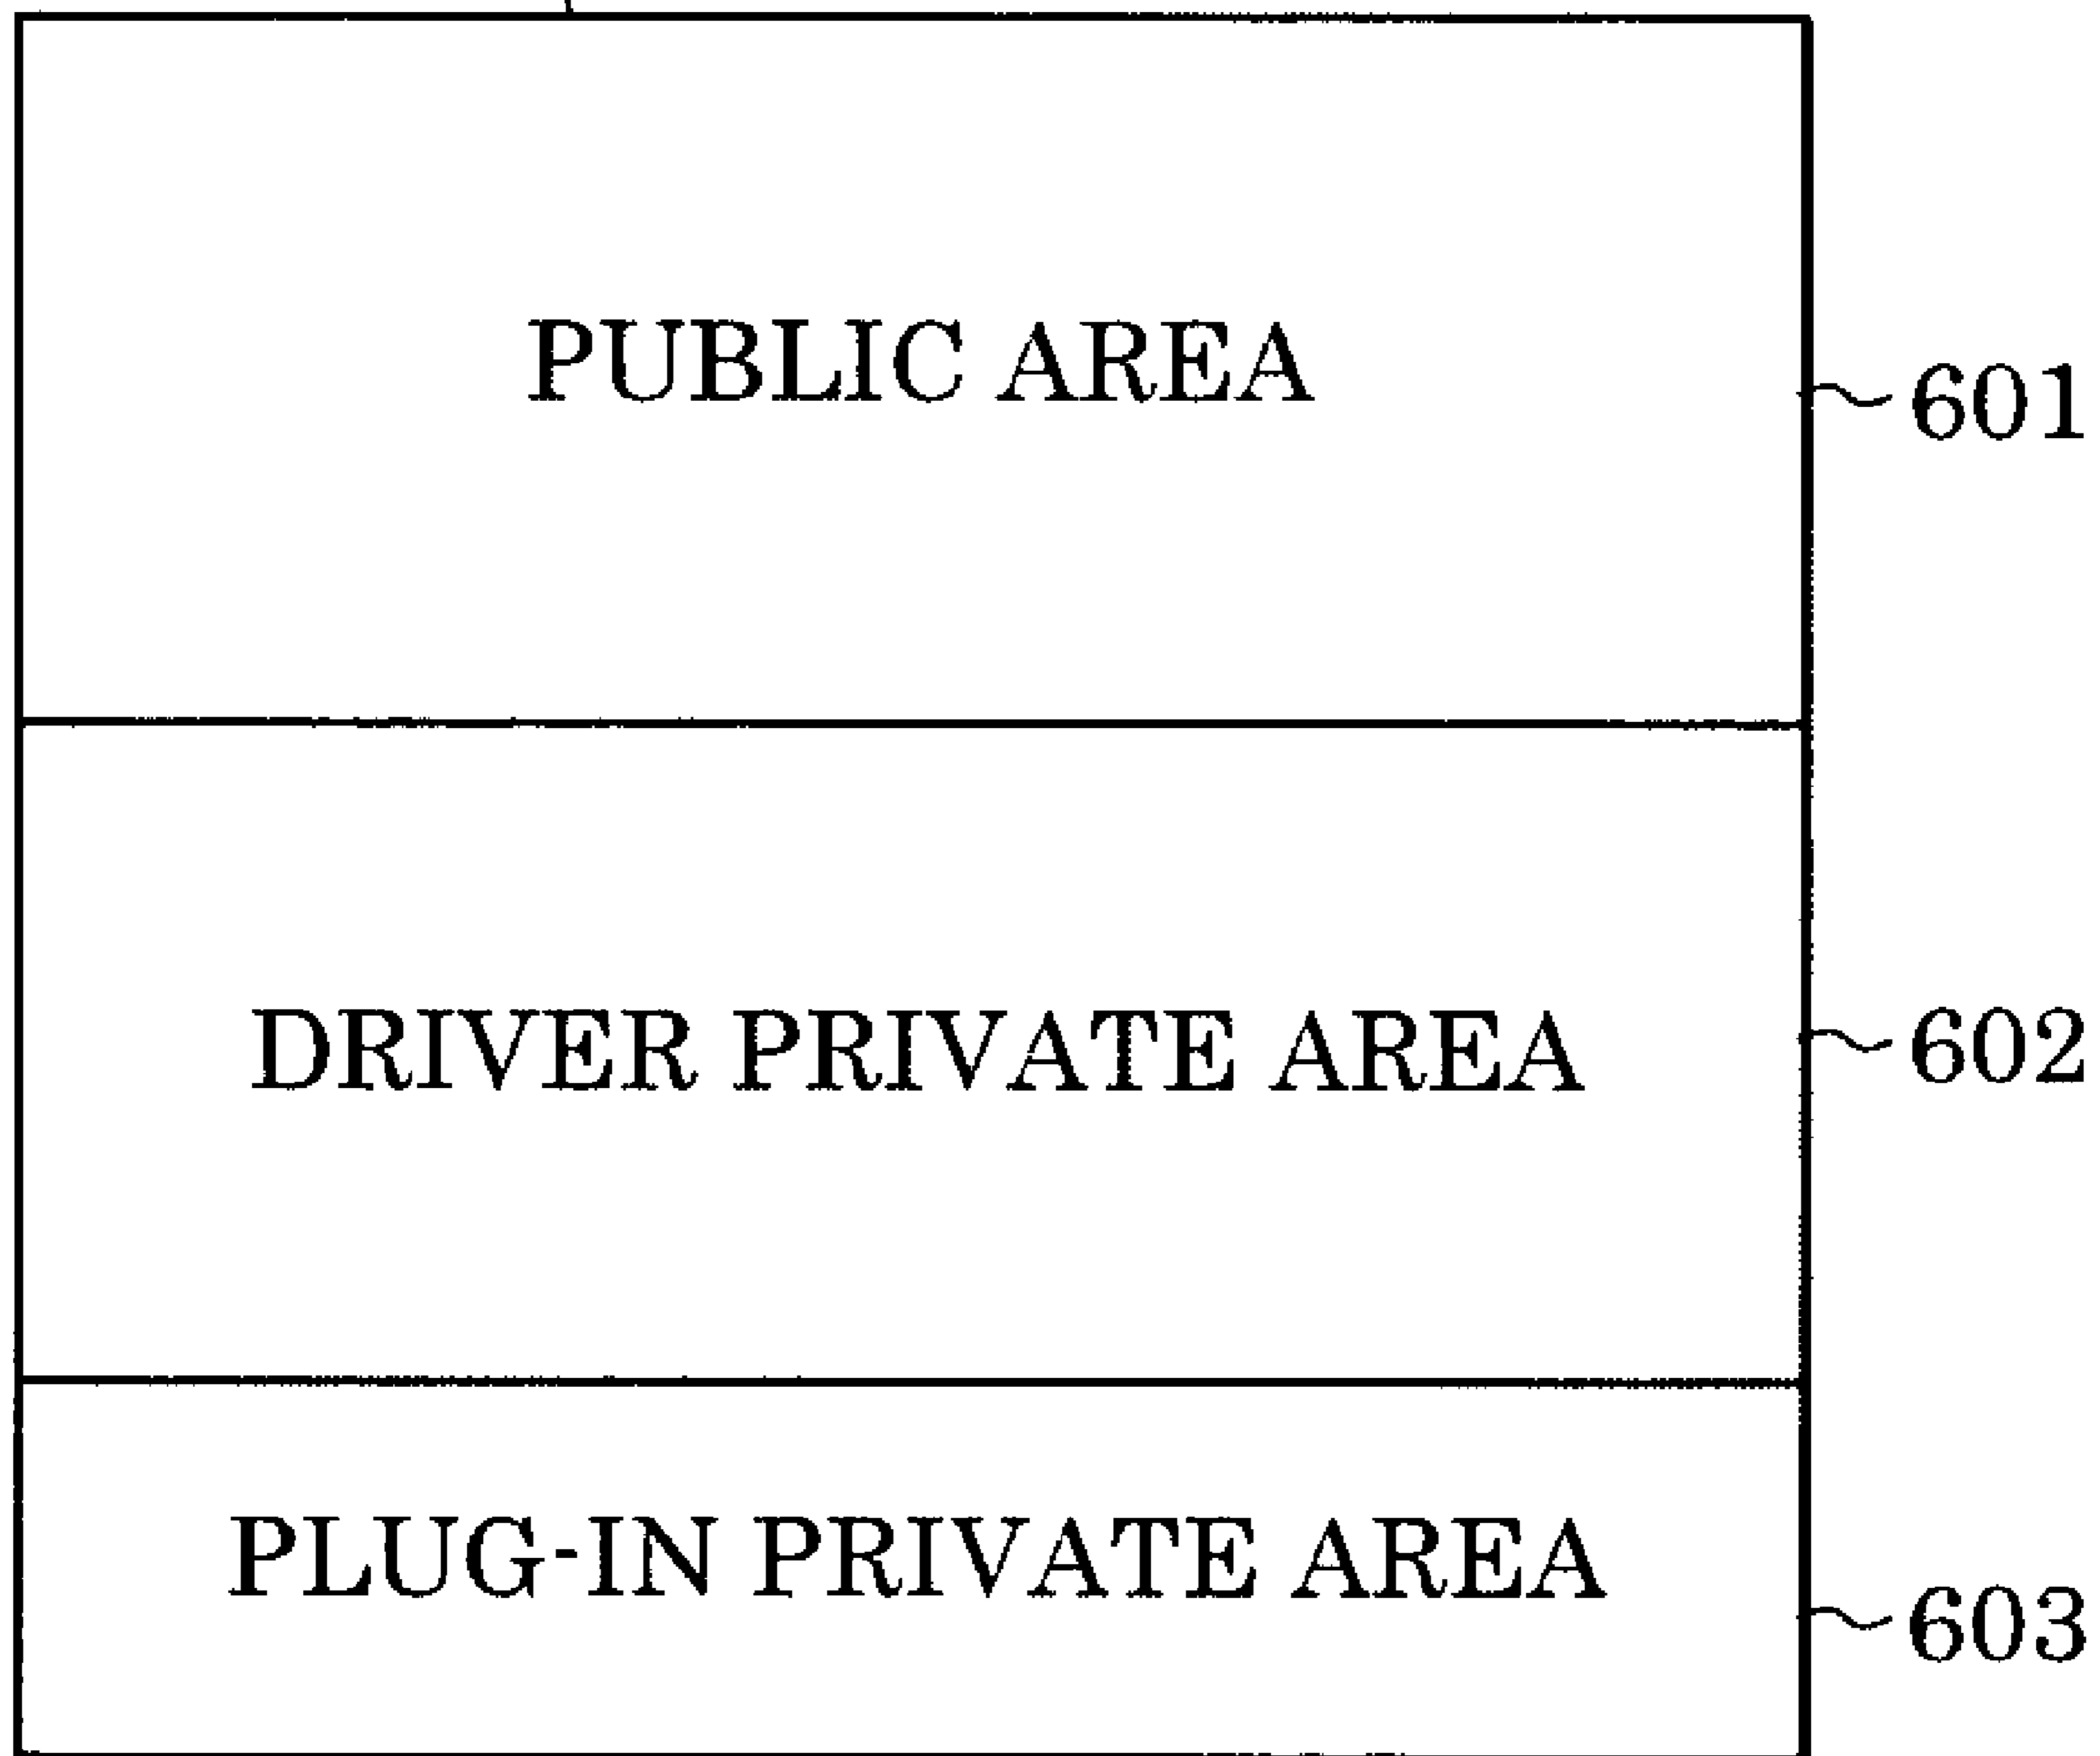 PUBLIC AREA
601
DRIVER PRIVATE AREA
602
PLUG-IN PRIVATE AREA
603